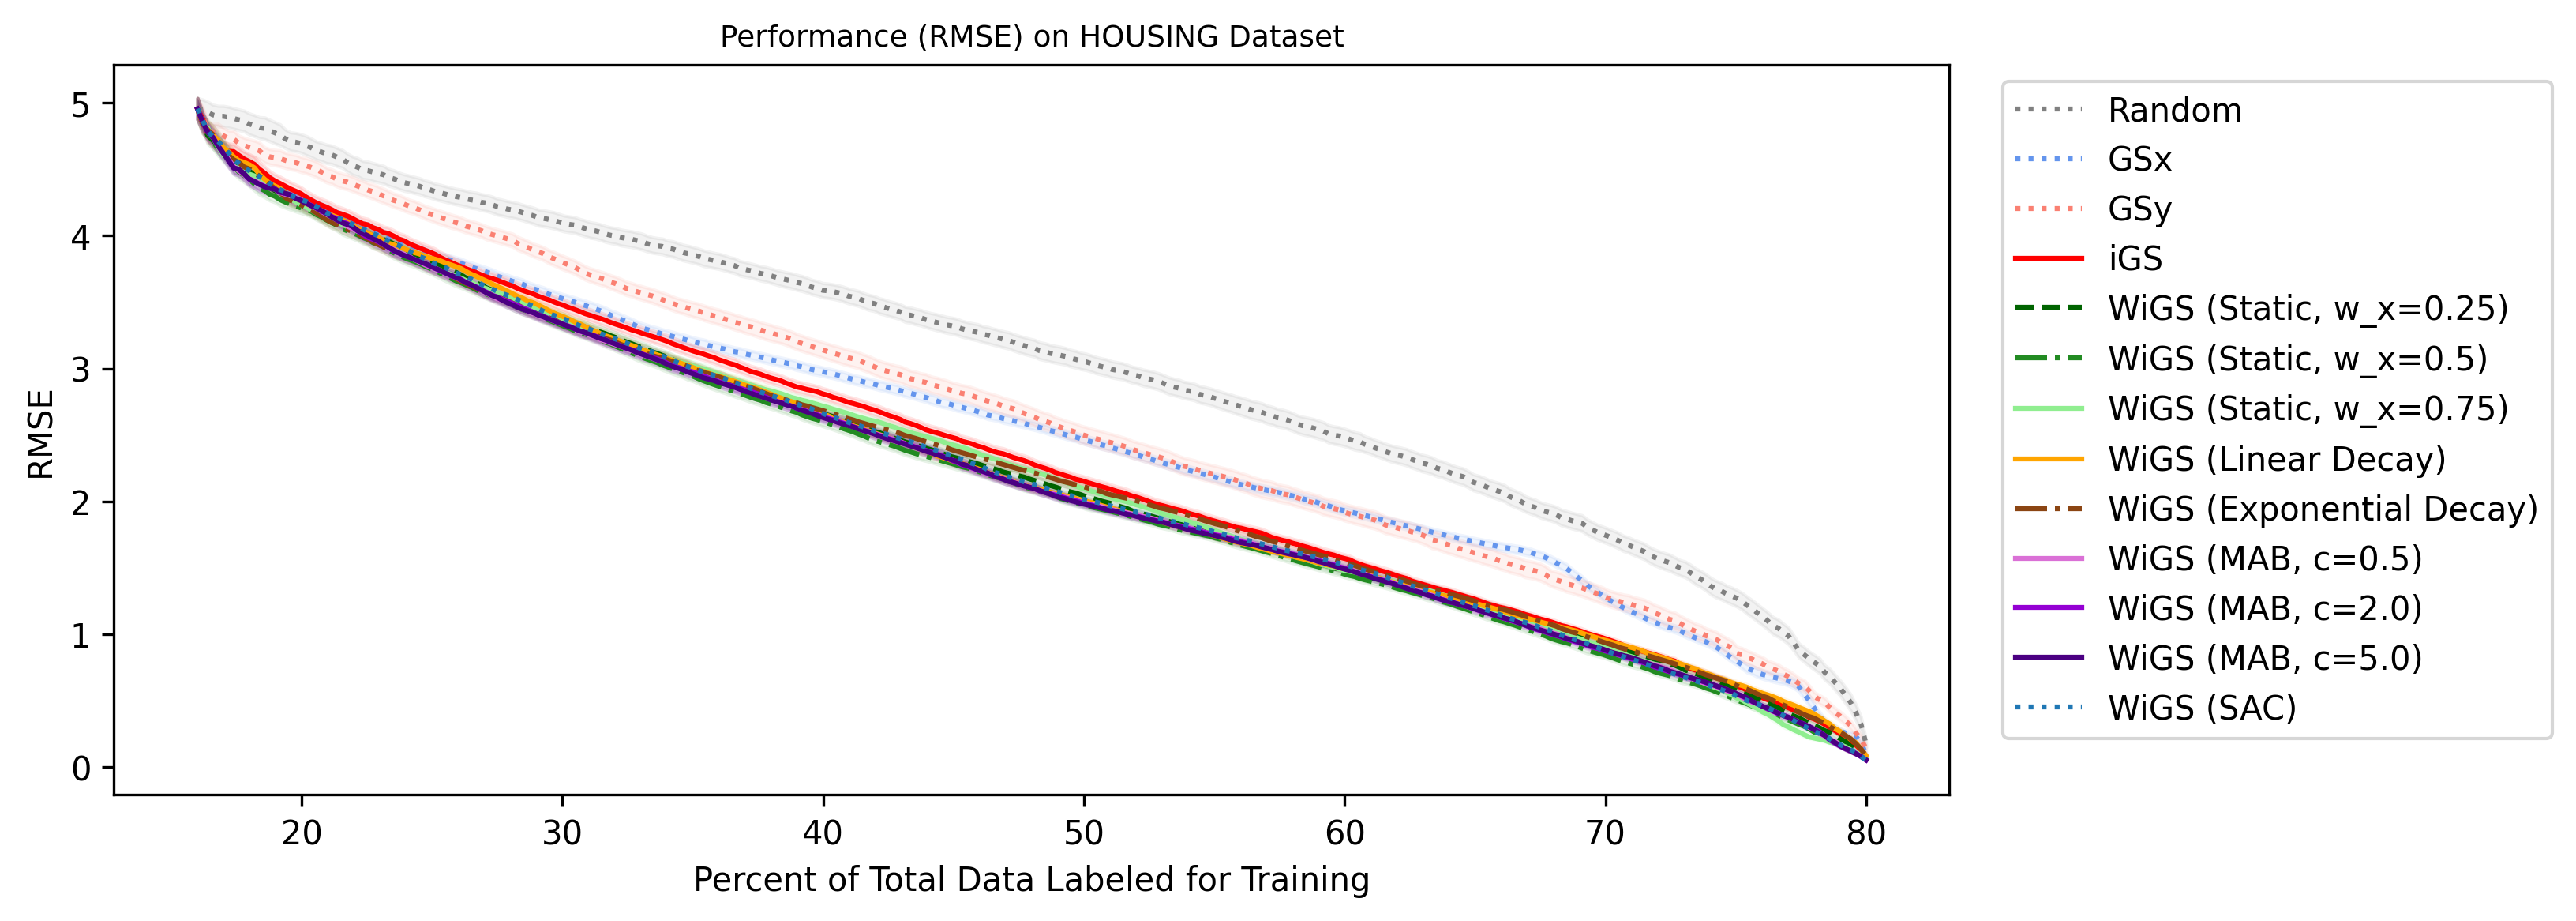 Performance (RMSE) on HOUSING Dataset
5
4
3
2
1
0
RMSE
20 30 40 50 60 70 80
Percent of Total Data Labeled for Training
Random
GSx
GSy
iGS
WiGS (Static, w_x=0.25)
WiGS (Static, w_x=0.5)
WiGS (Static, w_x=0.75)
WiGS (Linear Decay)
WiGS (Exponential Decay)
WiGS (MAB, c=0.5)
WiGS (MAB, c=2.0)
WiGS (MAB, c=5.0)
WiGS (SAC)